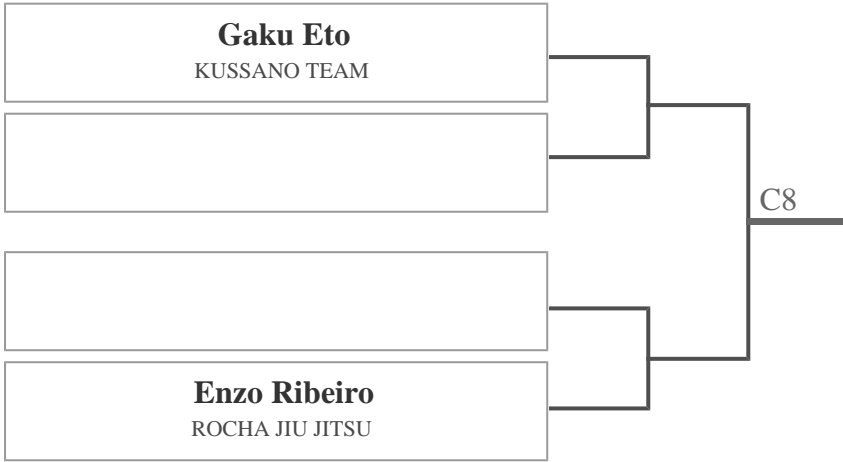 Gaku Eto
KUSSANO TEAM
C8
Enzo Ribeiro
ROCHA JIU JITSU